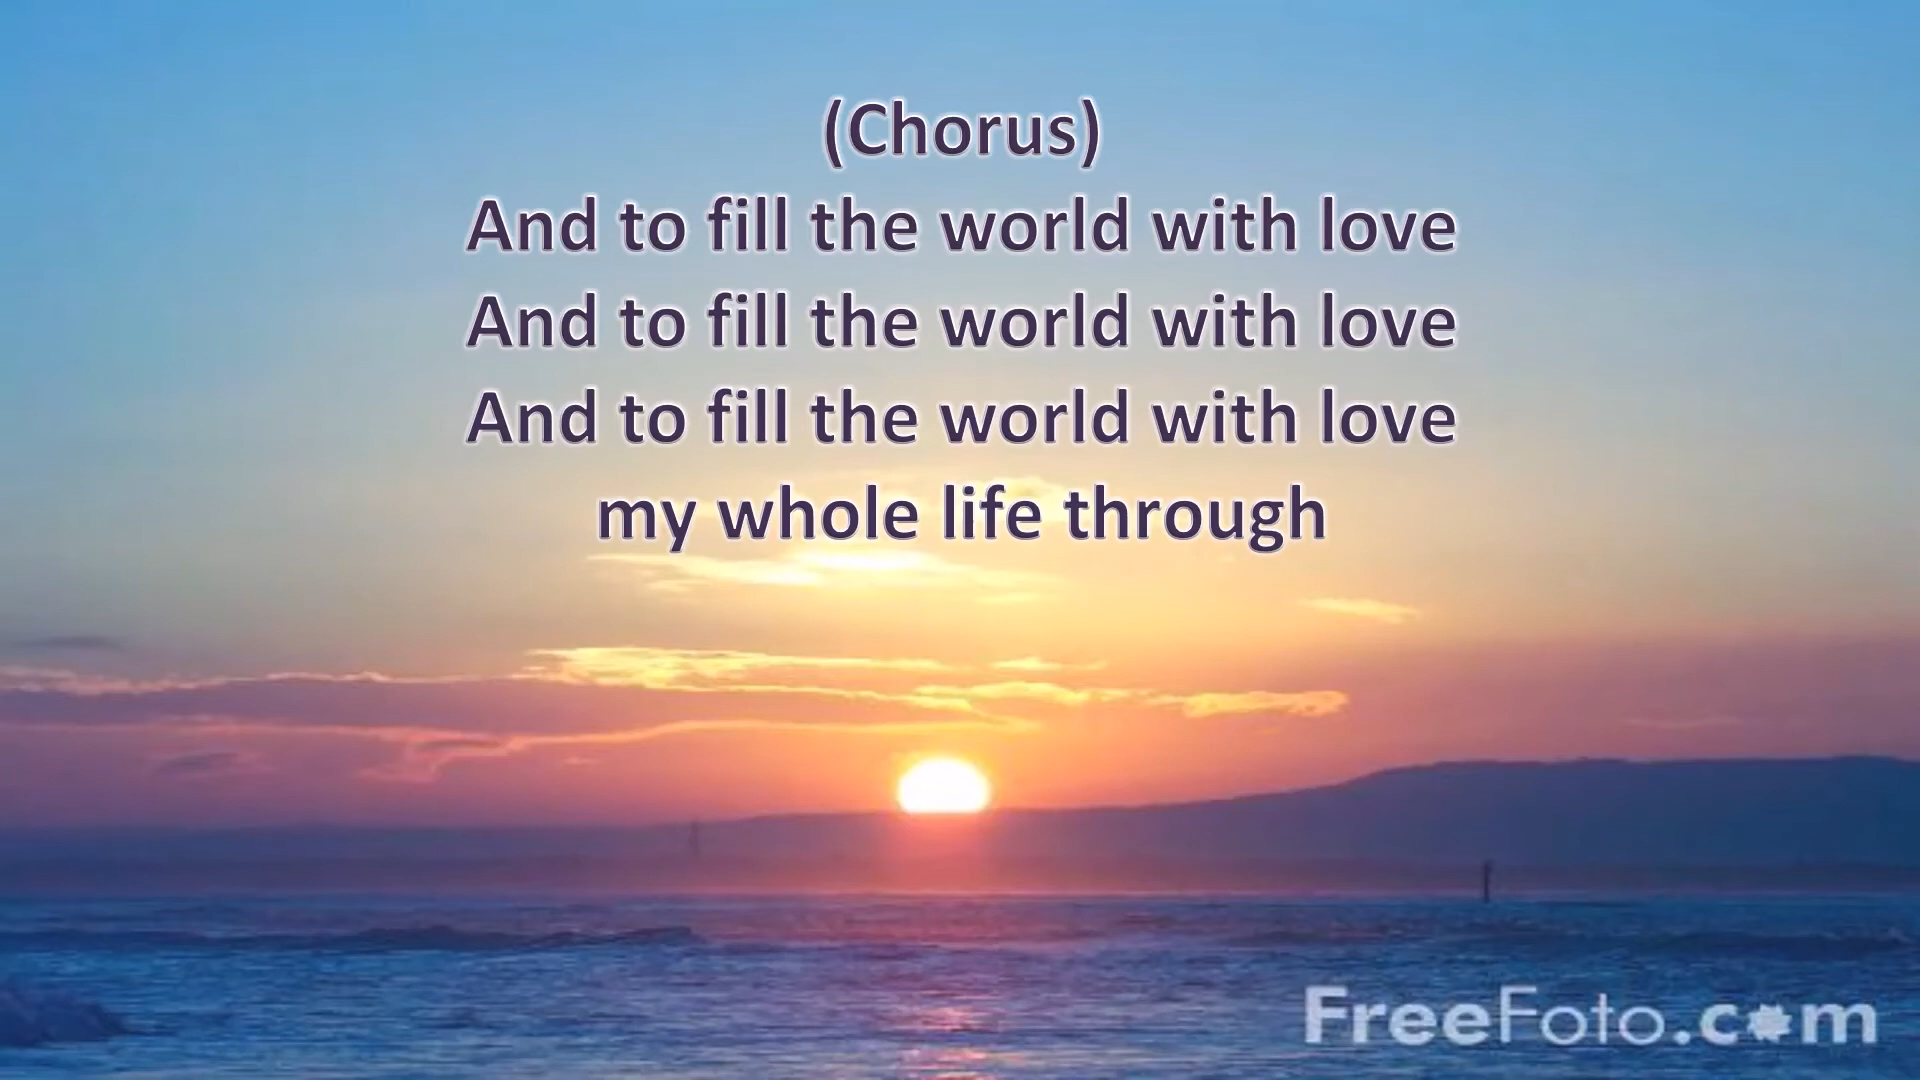 (Chorus)
And to fill the world with love
And to fill the world with love
And to fill the world with love
my whole life through
FreeFoto.com